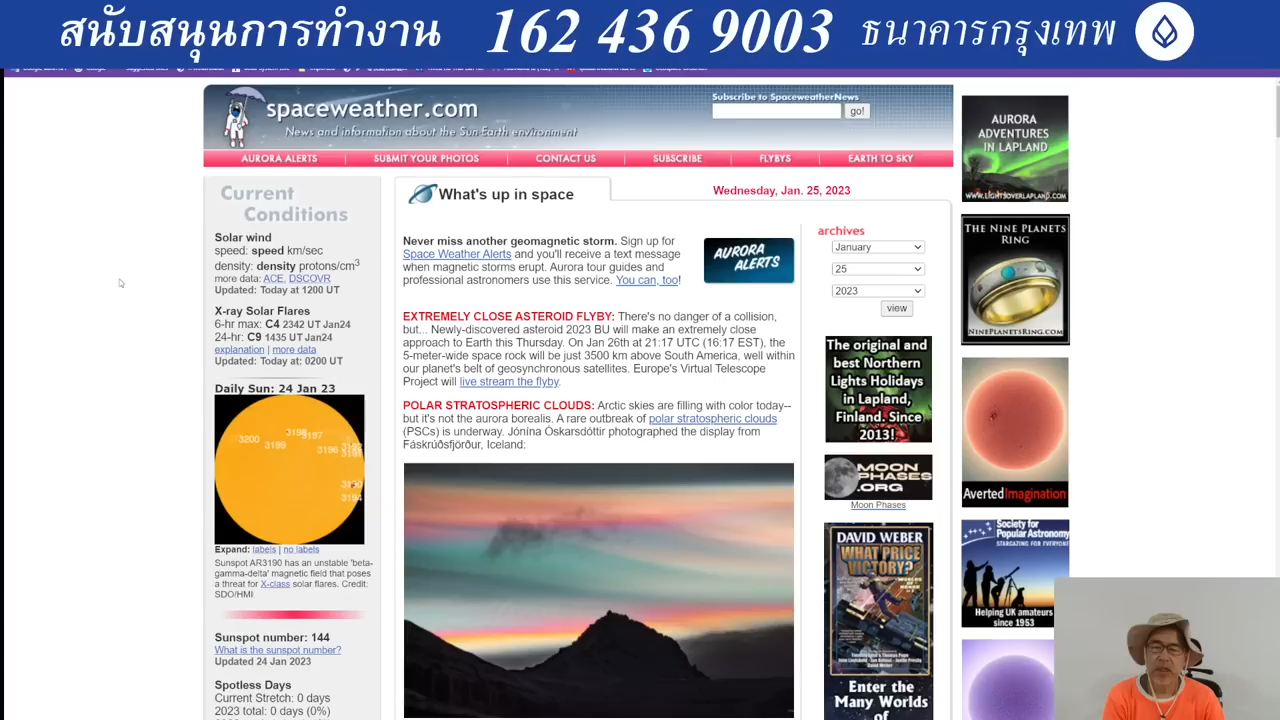 สนับสนุนการทำงาน 162 436 9003 ธนาคารกรุงเทพ
spaceweather.com
News and information about the Sun-Earth environment
Subscribe to SpaceweatherNews
go!
AURORA ALERTS SUBMIT YOUR PHOTOS CONTACT US SUBSCRIBE FLYBYS EARTH TO SKY
Current
Conditions
Solar wind
speed: speed km/sec
density: density protons/cm3
more data: ACE, DSCOVR
Updated: Today at 1200 UT
X-ray Solar Flares
6-hr max: C4 2342 UT Jan24
24-hr: C9 1435 UT Jan24
explanation | more data
Updated: Today at: 0200 UT
Daily Sun: 24 Jan 23
3200 3198 3197
3199 3196
3190
3194
Expand: labels | no labels
Sunspot AR3190 has an unstable 'beta-
gamma-delta' magnetic field that poses
a threat for X-class solar flares. Credit:
SDO/HMI
Sunspot number: 144
What is the sunspot number?
Updated 24 Jan 2023
Spotless Days
Current Stretch: 0 days
2023 total: 0 days (0%)
What's up in space
Wednesday, Jan. 25, 2023
Never miss another geomagnetic storm. Sign up for
Space Weather Alerts and you'll receive a text message
when magnetic storms erupt. Aurora tour guides and
professional astronomers use this service. You can, too!
AURORA
ALERTS
EXTREMELY CLOSE ASTEROID FLYBY: There's no danger of a collision,
but... Newly-discovered asteroid 2023 BU will make an extremely close
approach to Earth this Thursday. On Jan 26th at 21:17 UTC (16:17 EST), the
5-meter-wide space rock will be just 3500 km above South America, well within
our planet's belt of geosynchronous satellites. Europe's Virtual Telescope
Project will live stream the flyby.
POLAR STRATOSPHERIC CLOUDS: Arctic skies are filling with color today--
but it's not the aurora borealis. A rare outbreak of polar stratospheric clouds
(PSCs) is underway. Jónína Óskarsdóttir photographed the display from
Fáskrúðsfjörður, Iceland:
archives
January
25
2023
view
The original and
best Northern
Lights Holidays
in Lapland,
Finland. Since
2013!
MOON
PHASES
.ORG
Moon Phases
DAVID WEBER
WHAT PRICE
VICTORY?
Enter the
Many Worlds
of
AURORA
ADVENTURES
IN LAPLAND
WWW.LIGHTSOVERLAPLAND.COM
THE NINE PLANETS
RING
NINEPLANETSRING.COM
AvertedImagination
Society for
Popular Astronomy
STARGAZING FOR EVERYONE
Helping UK amateurs
since 1953